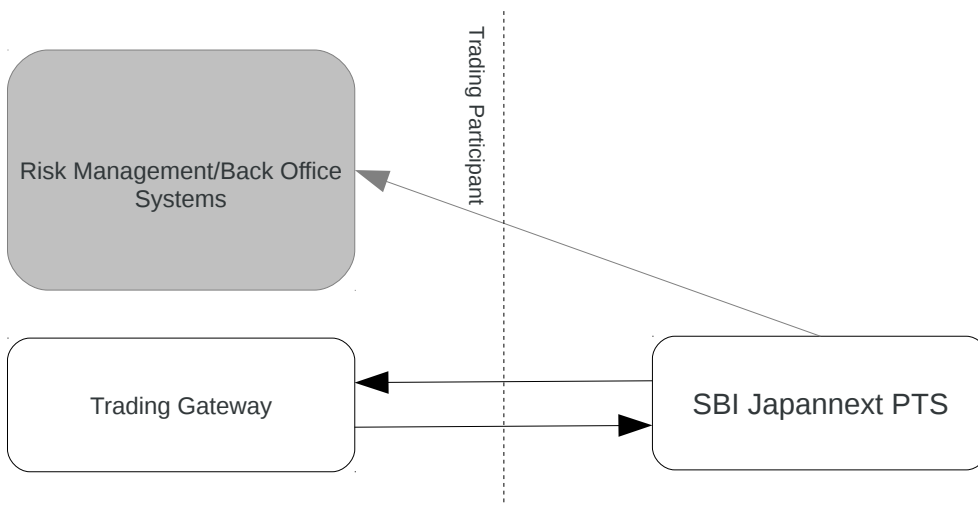 Trading Participant
Risk Management/Back Office
Systems
Trading Gateway
SBI Japannext PTS